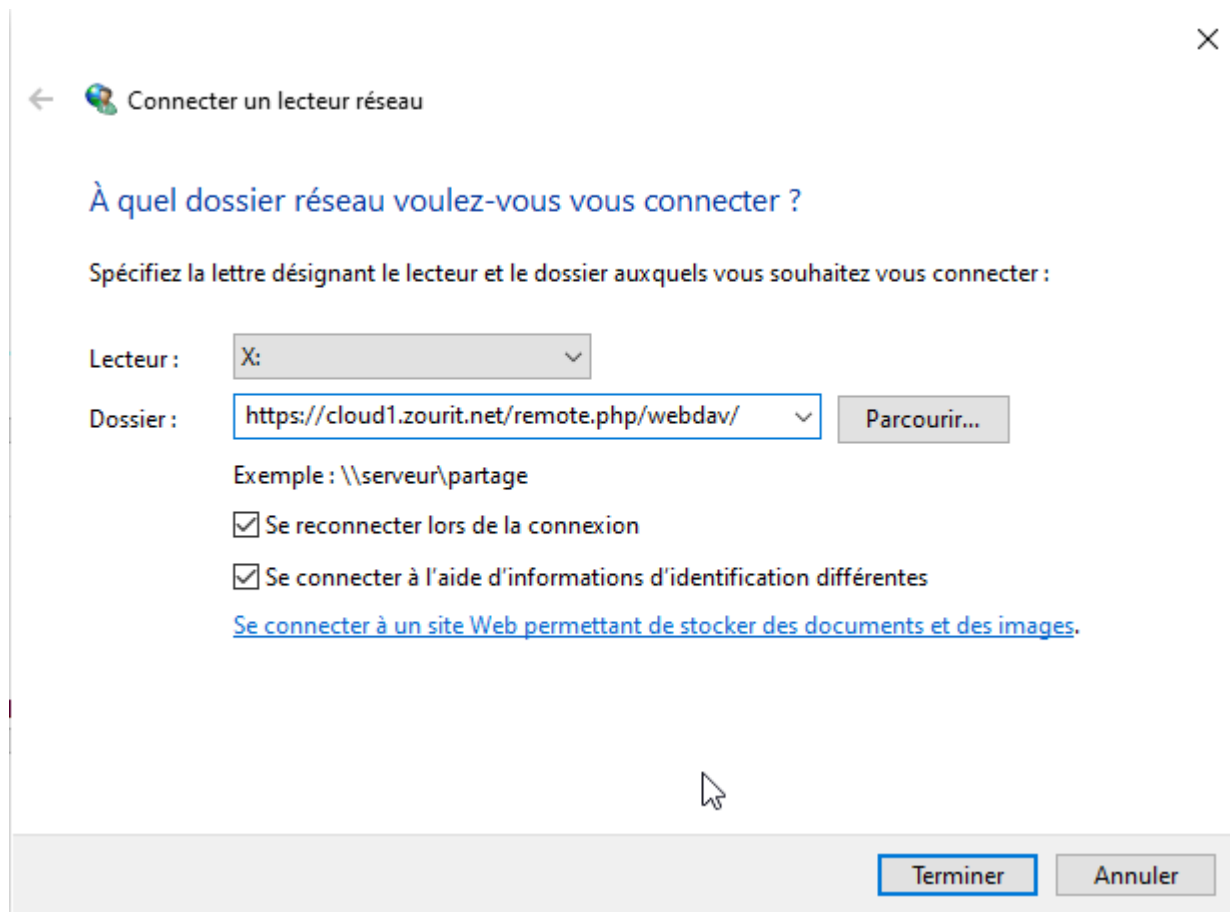 Connecter un lecteur réseau
À quel dossier réseau voulez-vous vous connecter ?
Spécifiez la lettre désignant le lecteur et le dossier auxquels vous souhaitez vous connecter :
Lecteur : X:
Dossier : https://cloud1.zourit.net/remote.php/webdav/ Parcourir...
Exemple : \\serveur\partage
Se reconnecter lors de la connexion
Se connecter à l'aide d'informations d'identification différentes
Se connecter à un site Web permettant de stocker des documents et des images.
Terminer Annuler